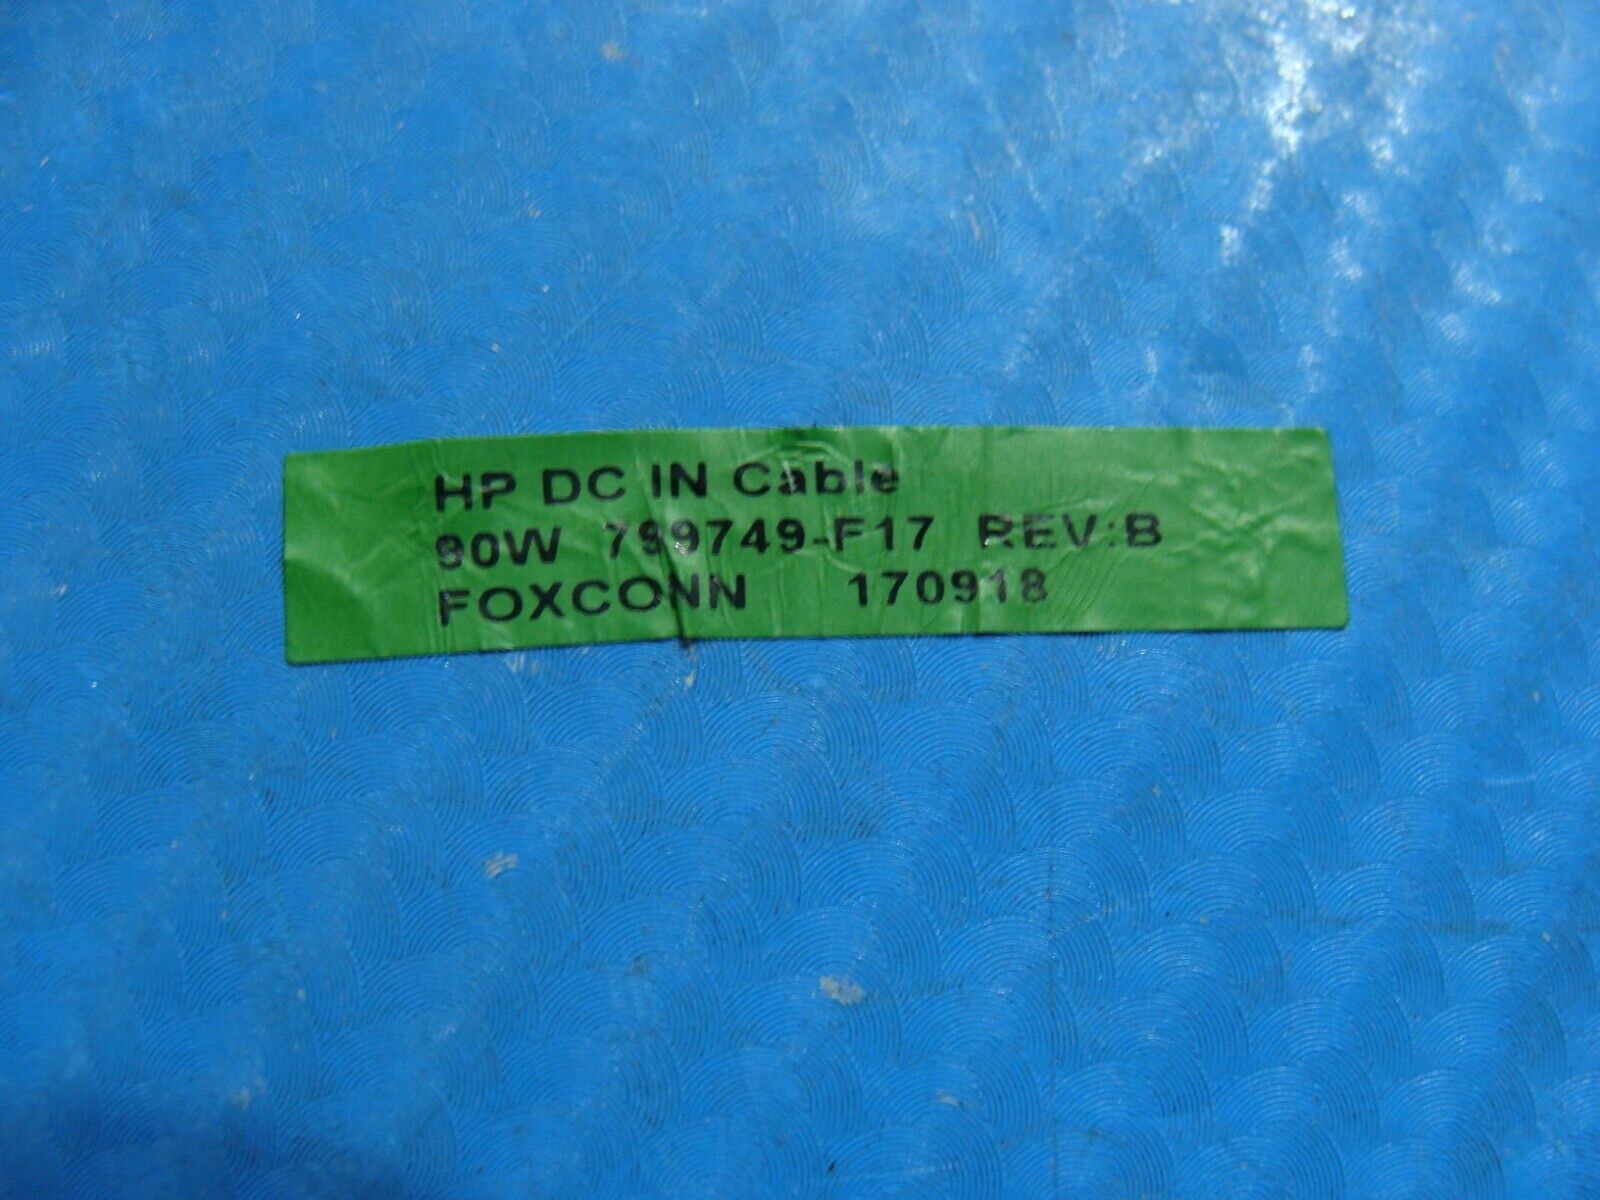 HP DC IN Cable
90W 799749-F17 REV:B
FOXCONN 170918